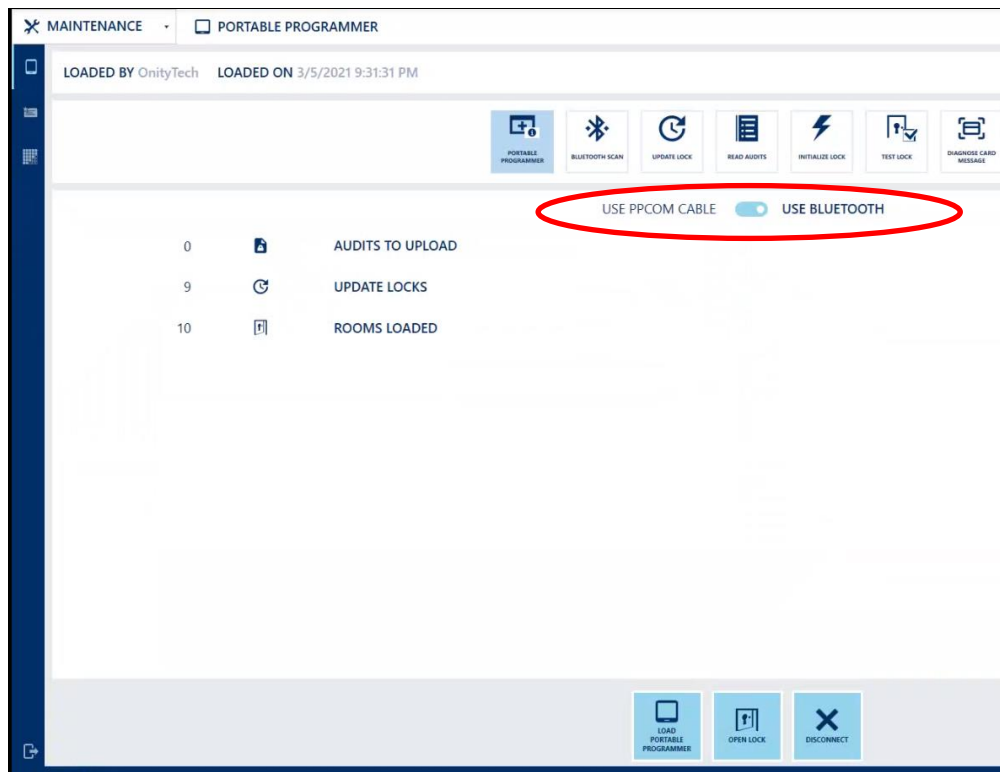 MAINTENANCE
PORTABLE PROGRAMMER
LOADED BY OnityTech LOADED ON 3/5/2021 9:31:31 PM
PORTABLE
PROGRAMMER
BLUETOOTH SCAN
UPDATE LOCK
READ AUDITS
INITIALIZE LOCK
TEST LOCK
DIAGNOSE CARD
MESSAGE
USE PPCOM CABLE USE BLUETOOTH
0 AUDITS TO UPLOAD
9 UPDATE LOCKS
10 ROOMS LOADED
LOAD
PORTABLE
PROGRAMMER
OPEN LOCK
DISCONNECT